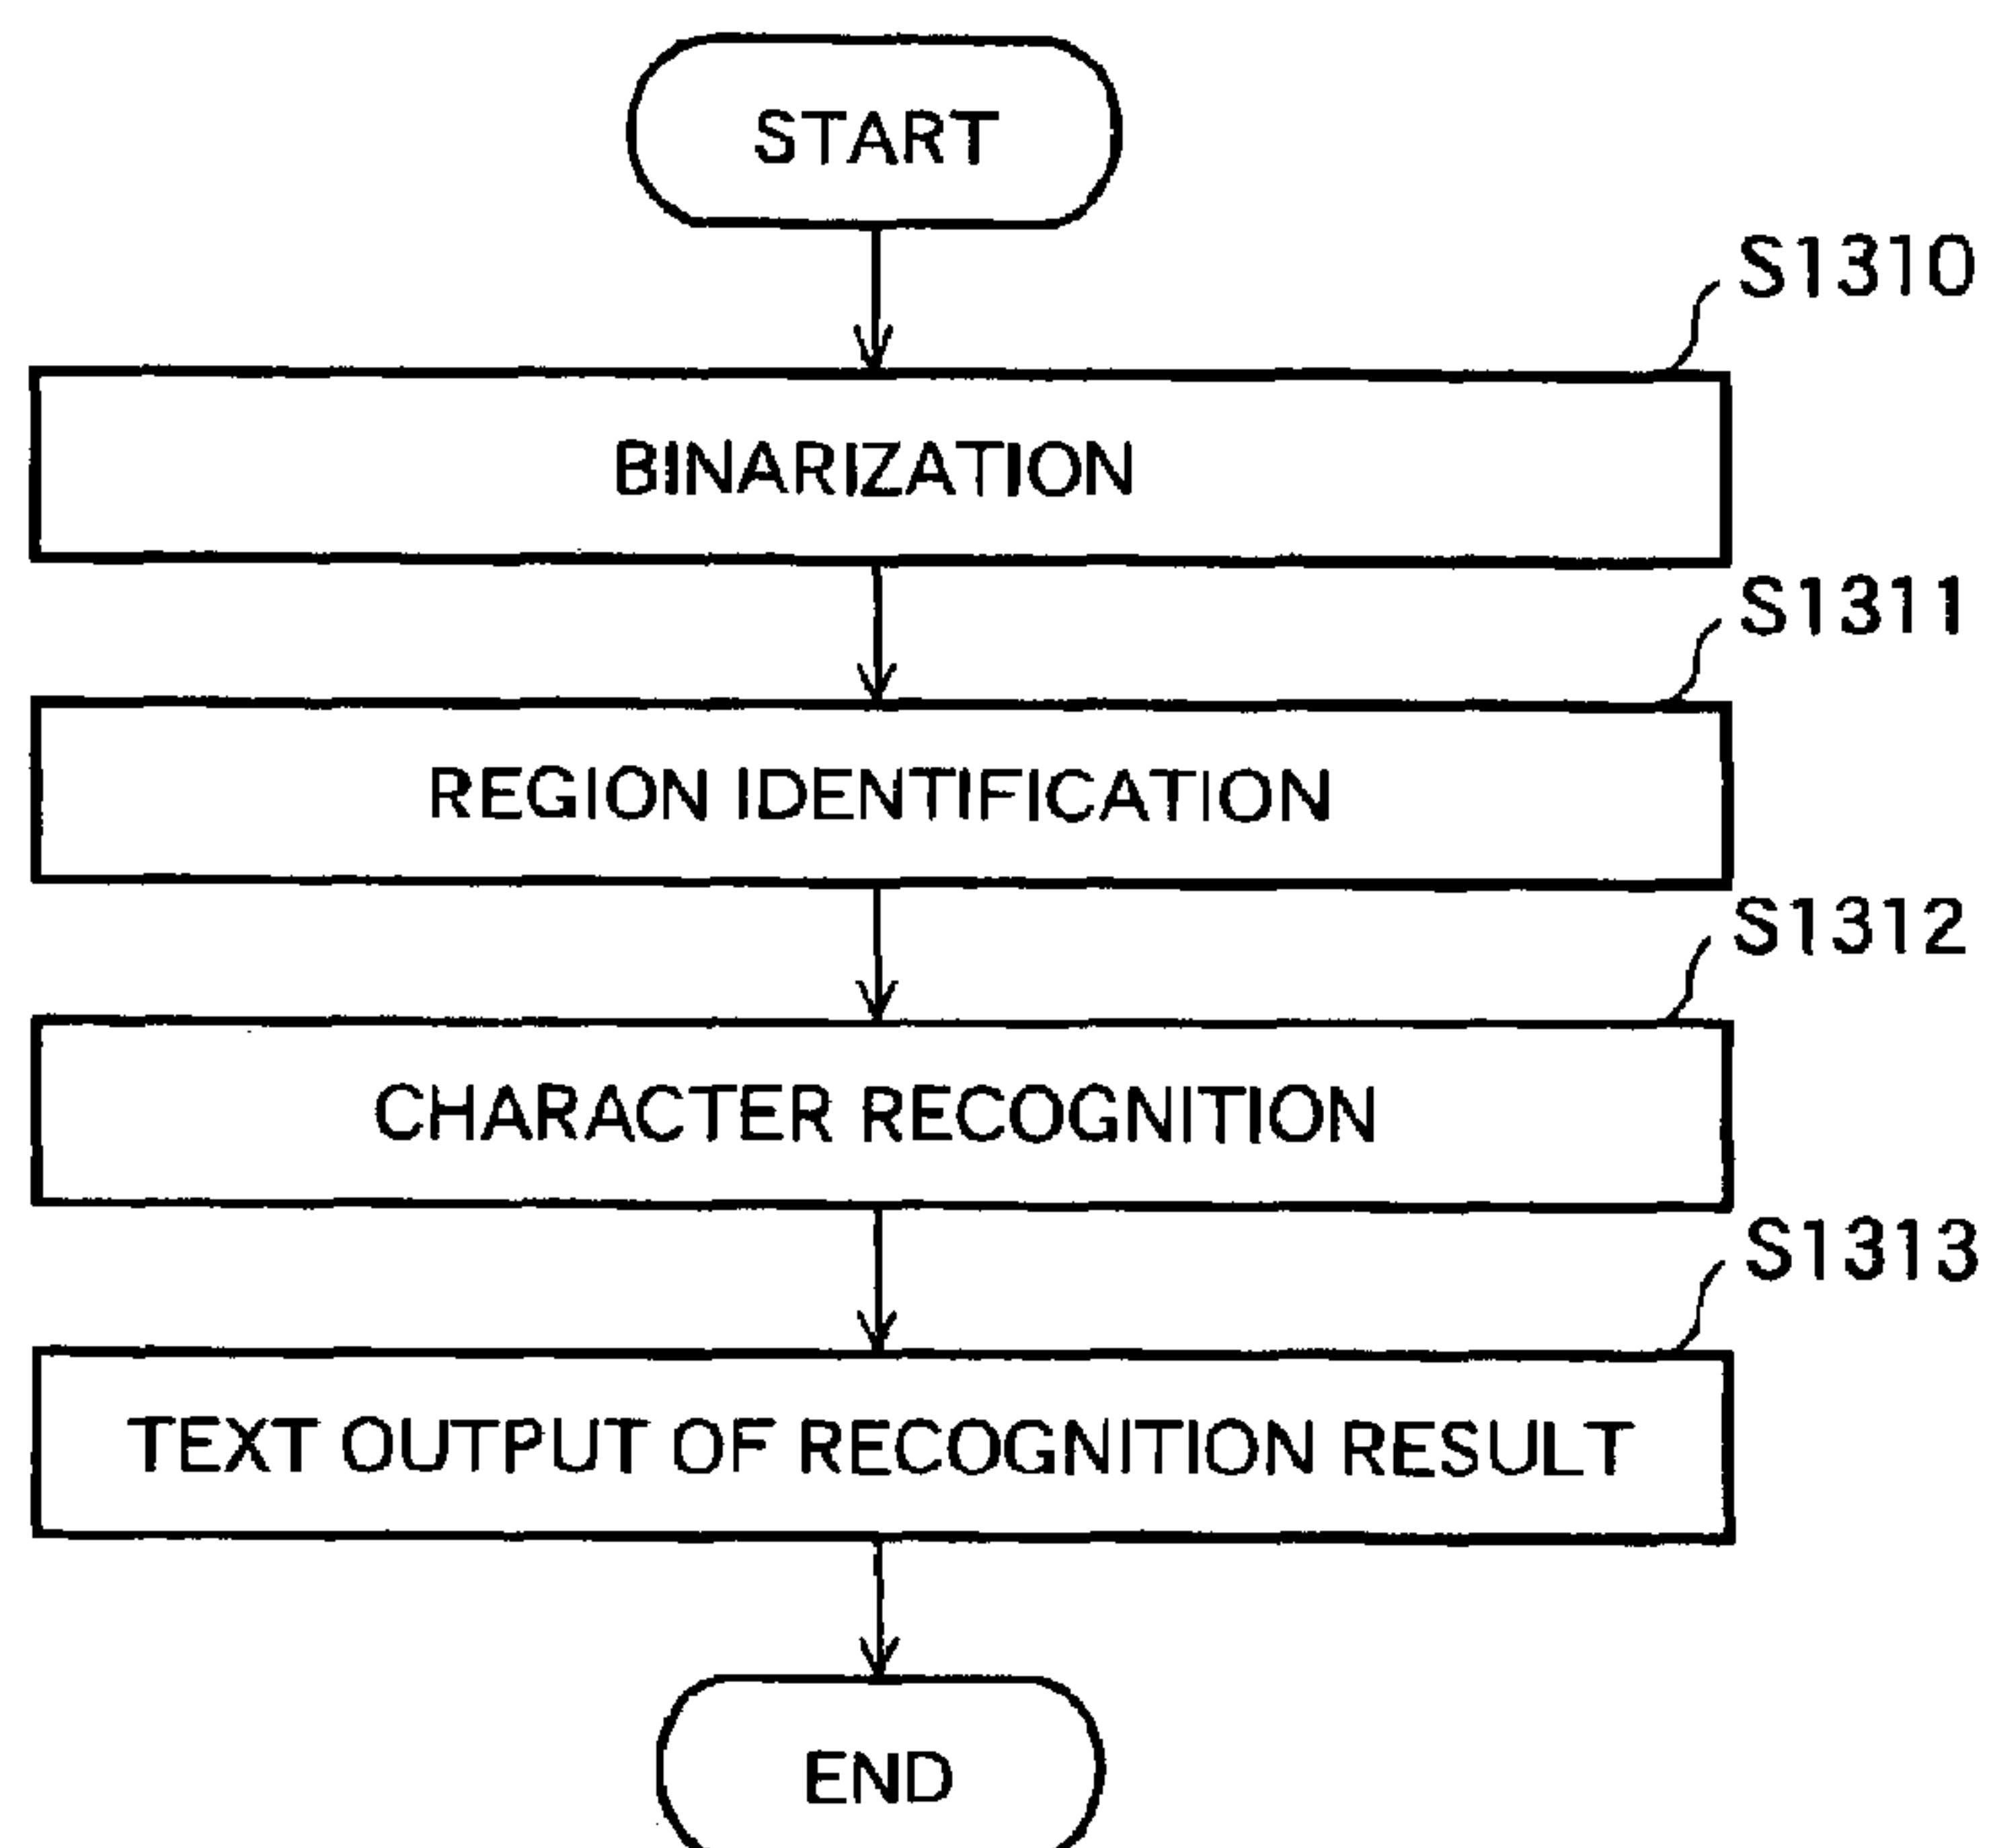 START
S1310
BINARIZATION
S1311
REGION IDENTIFICATION
S1312
CHARACTER RECOGNITION
S1313
TEXT OUTPUT OF RECOGNITION RESULT
END